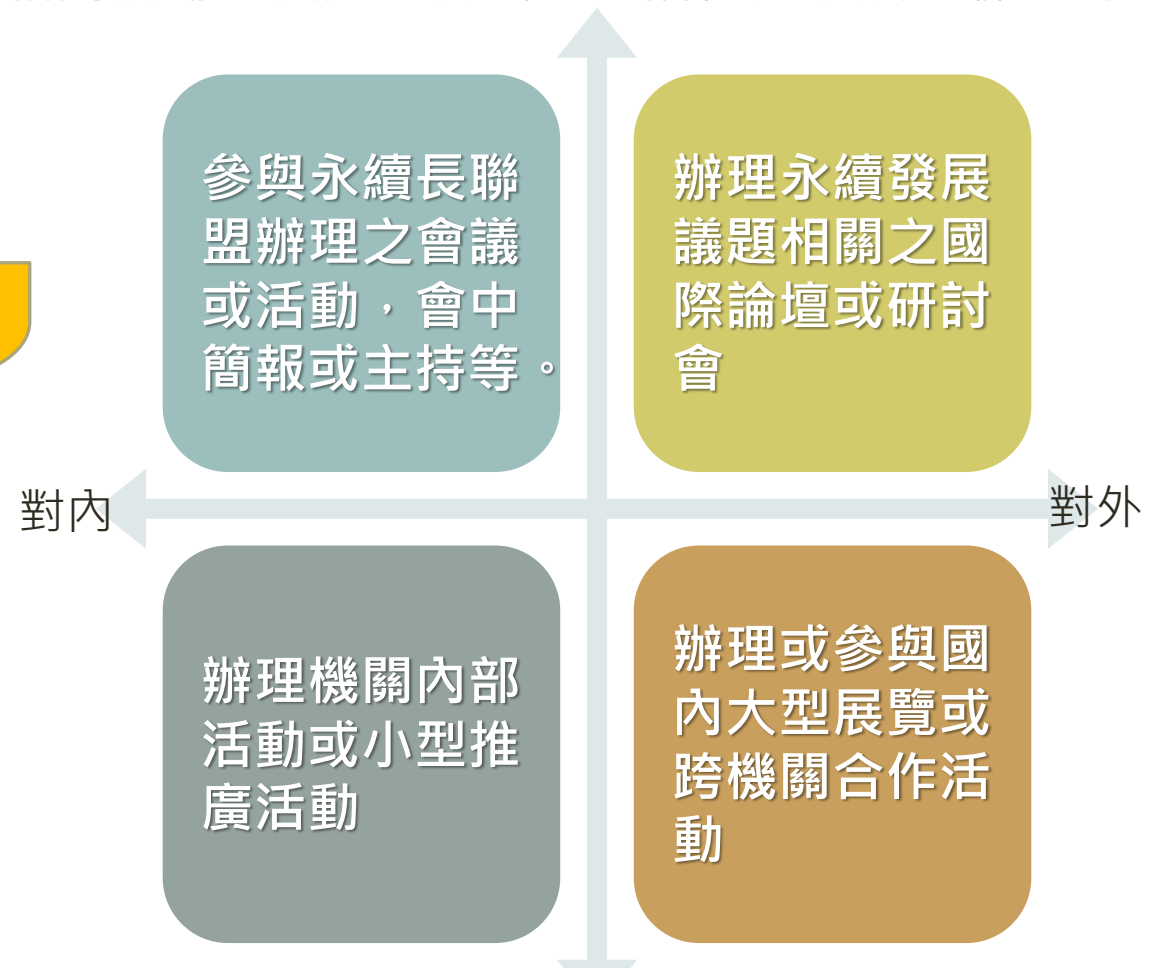 參與永續長聯
盟辦理之會議
或活動，會中
簡報或主持等。
辦理永續發展
議題相關之國
際論壇或研討
會
對內
對外
辦理機關內部
活動或小型推
廣活動
辦理或參與國
內大型展覽或
跨機關合作活
動